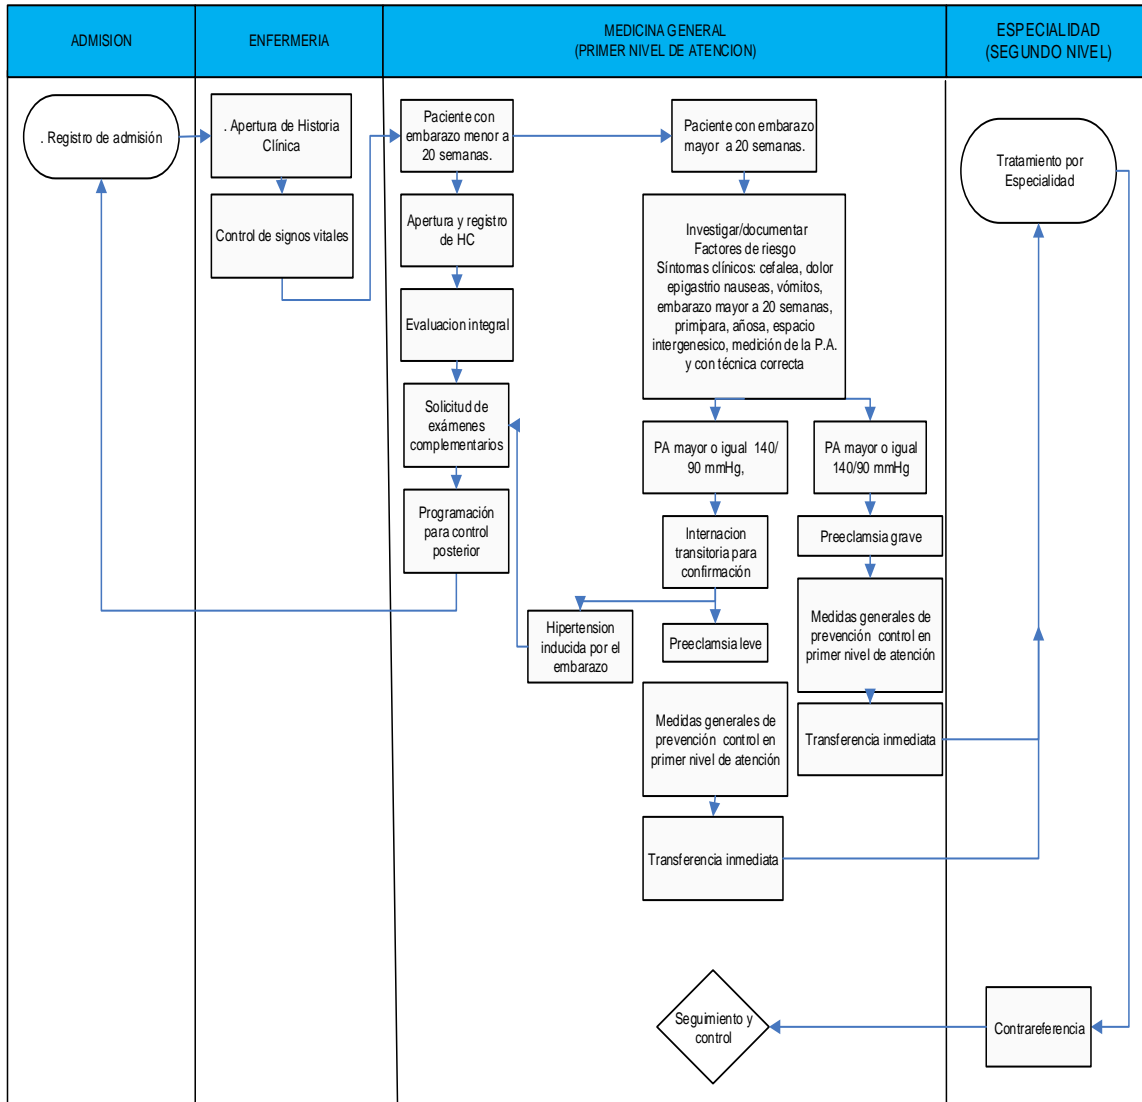 ADMISION
ENFERMERIA
MEDICINA GENERAL
(PRIMER NIVEL DE ATENCION)
ESPECIALIDAD
(SEGUNDO NIVEL)
. Registro de admisión
. Apertura de Historia
Clínica
Control de signos vitales
Paciente con
embarazo menor a
20 semanas.
Apertura y registro
de HC
Evaluacion integral
Solicitud de
exámenes
complementarios
Programación
para control
posterior
Paciente con embarazo
mayor a 20 semanas.
Investigar/documentar
Factores de riesgo
Síntomas clínicos: cefalea, dolor
epigastrio nauseas, vómitos,
embarazo mayor a 20 semanas,
primipara, añosa, espacio
intergenesico, medición de la P.A.
y con técnica correcta
PA mayor o igual 140/
90 mmHg,
Internacion
transitoria para
confirmación
Hipertension
inducida por el
embarazo
Preeclamsia leve
Medidas generales de
prevención control en
primer nivel de atención
Transferencia inmediata
PA mayor o igual
140/90 mmHg
Preeclamsia grave
Medidas generales de
prevención control en
primer nivel de atención
Transferencia inmediata
Tratamiento por
Especialidad
Contrareferencia
Seguimiento y
control